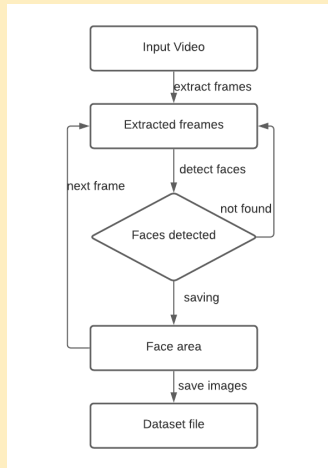 Input Video
extract frames
Extracted freames
detect faces
next frame
not found
Faces detected
saving
Face area
save images
Dataset file